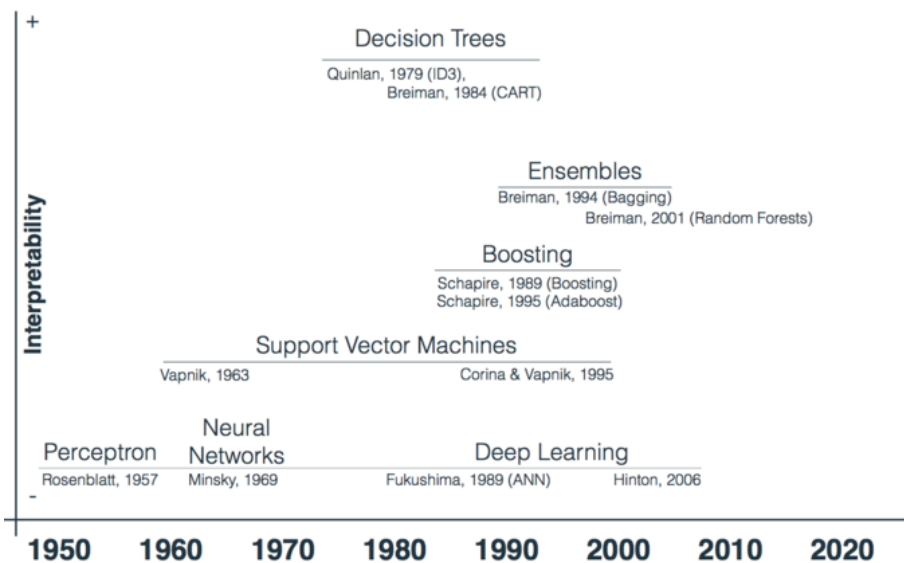 +
Decision Trees
Quinlan, 1979 (ID3),
Breiman, 1984 (CART)
Ensembles
Breiman, 1994 (Bagging)
Breiman, 2001 (Random Forests)
Interpretability
Boosting
Schapire, 1989 (Boosting)
Schapire, 1995 (Adaboost)
Support Vector Machines
Vapnik, 1963
Corina & Vapnik, 1995
Perceptron
Rosenblatt, 1957
Neural
Networks
Minsky, 1969
Deep Learning
Fukushima, 1989 (ANN)
Hinton, 2006
-
1950 1960 1970 1980 1990 2000 2010 2020